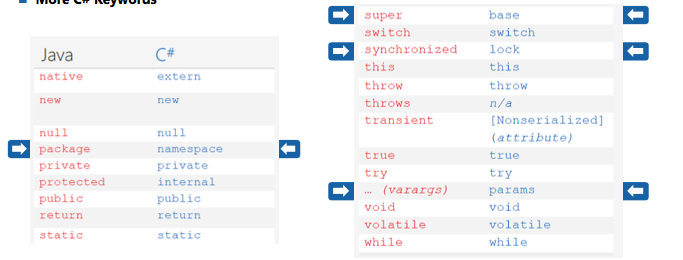 More C# Keywords
Java C#
native extern
new new
null null
package namespace
private private
protected internal
public public
return return
static static
super base
switch switch
synchronized lock
this this
throw throw
throws n/a
transient [Nonserialized]
(attribute)
true true
try try
… (varargs) params
void void
volatile volatile
while while